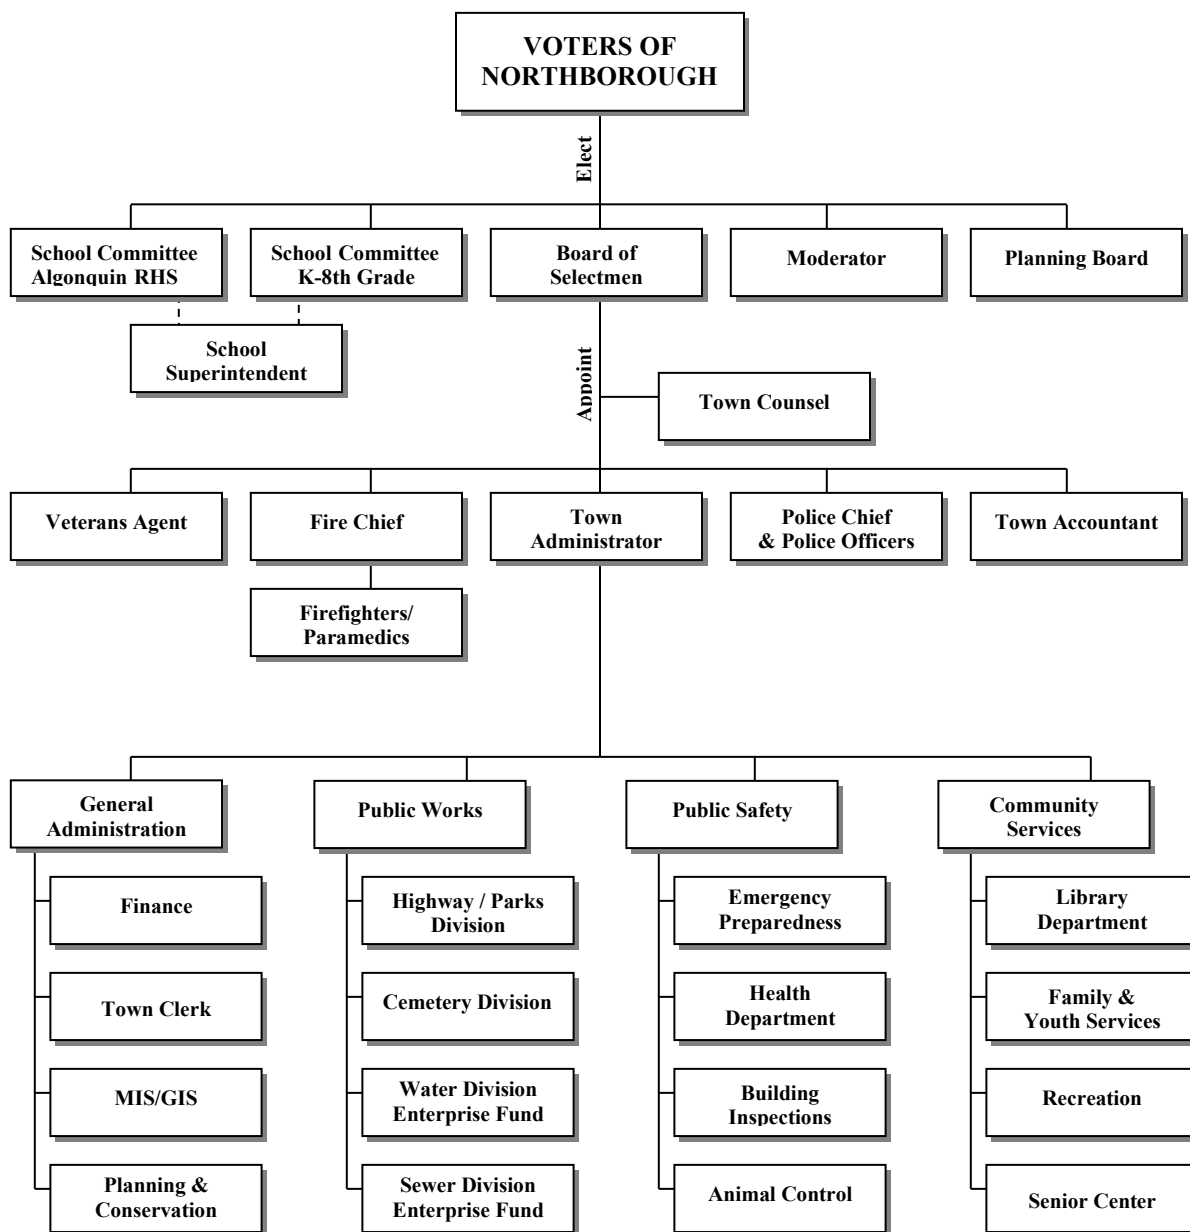 VOTERS OF
NORTHBOROUGH
Elect
School Committee
Algonquin RHS
School Committee
K-8th Grade
Board of
Selectmen
Moderator
Planning Board
School
Superintendent
Appoint
Town Counsel
Veterans Agent
Fire Chief
Town
Administrator
Police Chief
& Police Officers
Town Accountant
Firefighters/
Paramedics
General
Administration
Public Works
Public Safety
Community
Services
Finance
Highway / Parks
Division
Emergency
Preparedness
Library
Department
Town Clerk
Cemetery Division
Health
Department
Family &
Youth Services
MIS/GIS
Water Division
Enterprise Fund
Building
Inspections
Recreation
Planning &
Conservation
Sewer Division
Enterprise Fund
Animal Control
Senior Center